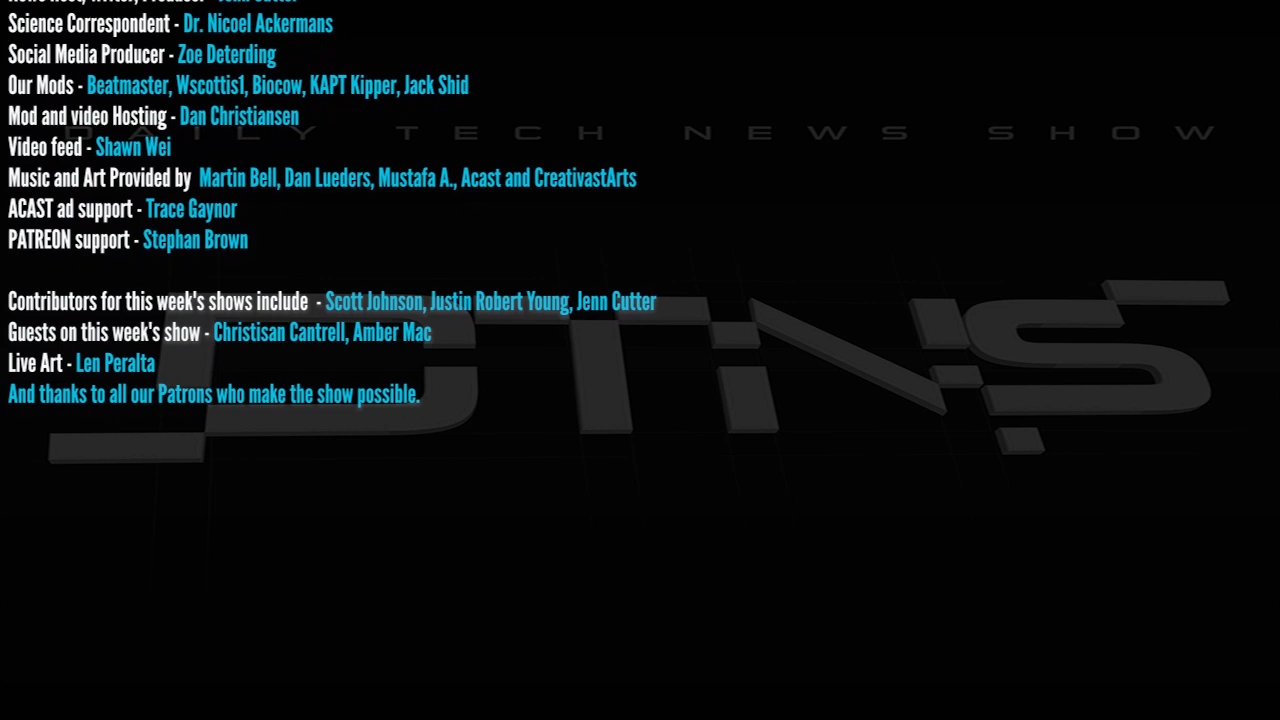 Science Correspondent - Dr. Nicoel Ackermans
Social Media Producer - Zoe Deterding
Our Mods - Beatmaster, Wscottis1, Biocow, KAPT Kipper, Jack Shid
Mod and video Hosting - Dan Christiansen
DAILY TECH NEWS SHOW
Video feed - Shawn Wei
Music and Art Provided by  Martin Bell, Dan Lueders, Mustafa A., Acast and CreativastArts
ACAST ad support - Trace Gaynor
PATREON support - Stephan Brown
Contributors for this week's shows include  - Scott Johnson, Justin Robert Young, Jenn Cutter
Guests on this week's show - Christisan Cantrell, Amber Mac
DTNS
Live Art - Len Peralta
And thanks to all our Patrons who make the show possible.